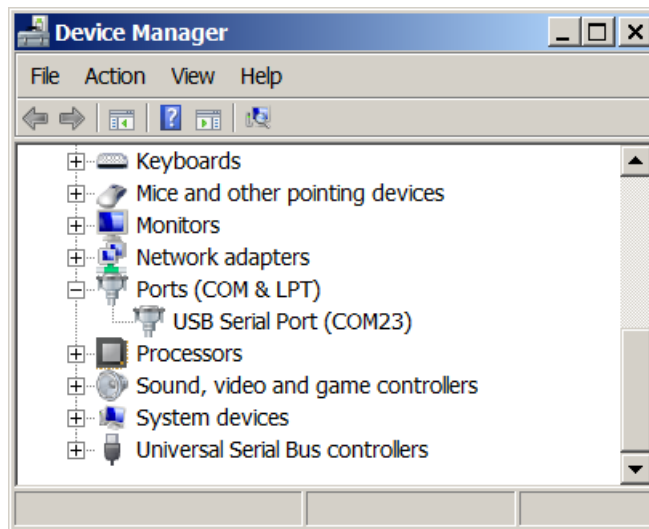 Device Manager
File Action View Help
Keyboards
Mice and other pointing devices
Monitors
Network adapters
Ports (COM & LPT)
USB Serial Port (COM23)
Processors
Sound, video and game controllers
System devices
Universal Serial Bus controllers